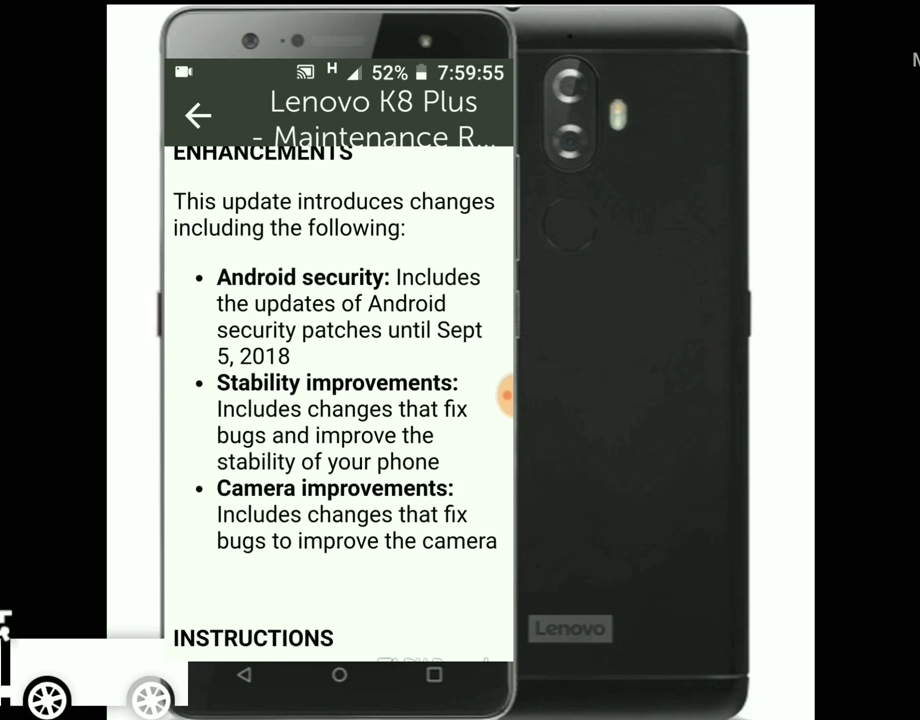 H 52% 7:59:55
Lenovo K8 Plus
- Maintenance R...
ENHANCEMENTS
This update introduces changes
including the following:
• Android security: Includes
the updates of Android
security patches until Sept
5, 2018
• Stability improvements:
Includes changes that fix
bugs and improve the
stability of your phone
• Camera improvements:
Includes changes that fix
bugs to improve the camera
INSTRUCTIONS
Lenovo